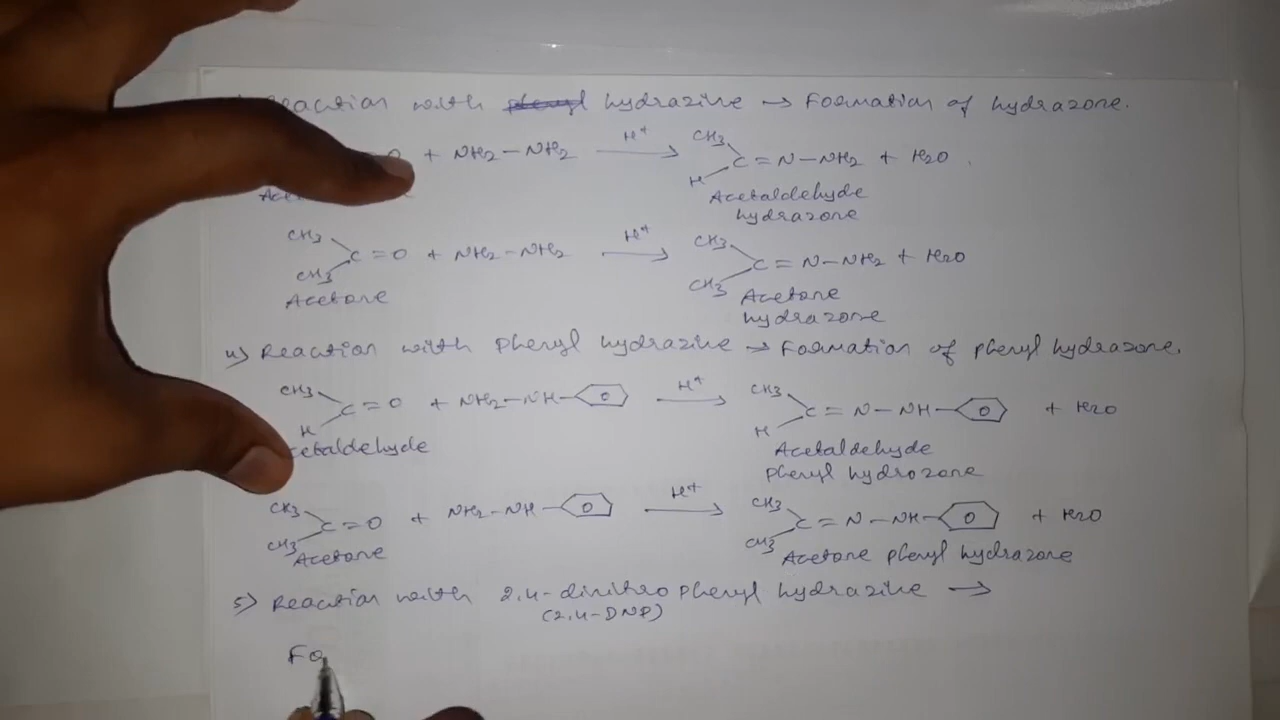 Reaction with hydrazine → Formation of hydrazone.
O + NH2-NH2 H+→ CH3 H C=N-NH2 + H2O.
Acetaldehyde
hydrazone
CH3 CH3 C=O + NH2-NH2 H+→ CH3 CH3 C=N-NH2 + H2O
Acetone Acetone
hydrazone
4) Reaction with phenyl hydrazine → Formation of phenyl hydrazone.
CH3 H C=O + NH2-NH- H+→ CH3 H C=N-NH- + H2O
cetaldehyde Acetaldehyde
phenyl hydrozone
CH3 CH3 C=O + NH2-NH- H+→ CH3 CH3 C=N-NH- + H2O
Acetone Acetone phenyl hydrazone
5) Reaction with 2,4-dinitro phenyl hydrazine →
(2,4-DNP)
Fo